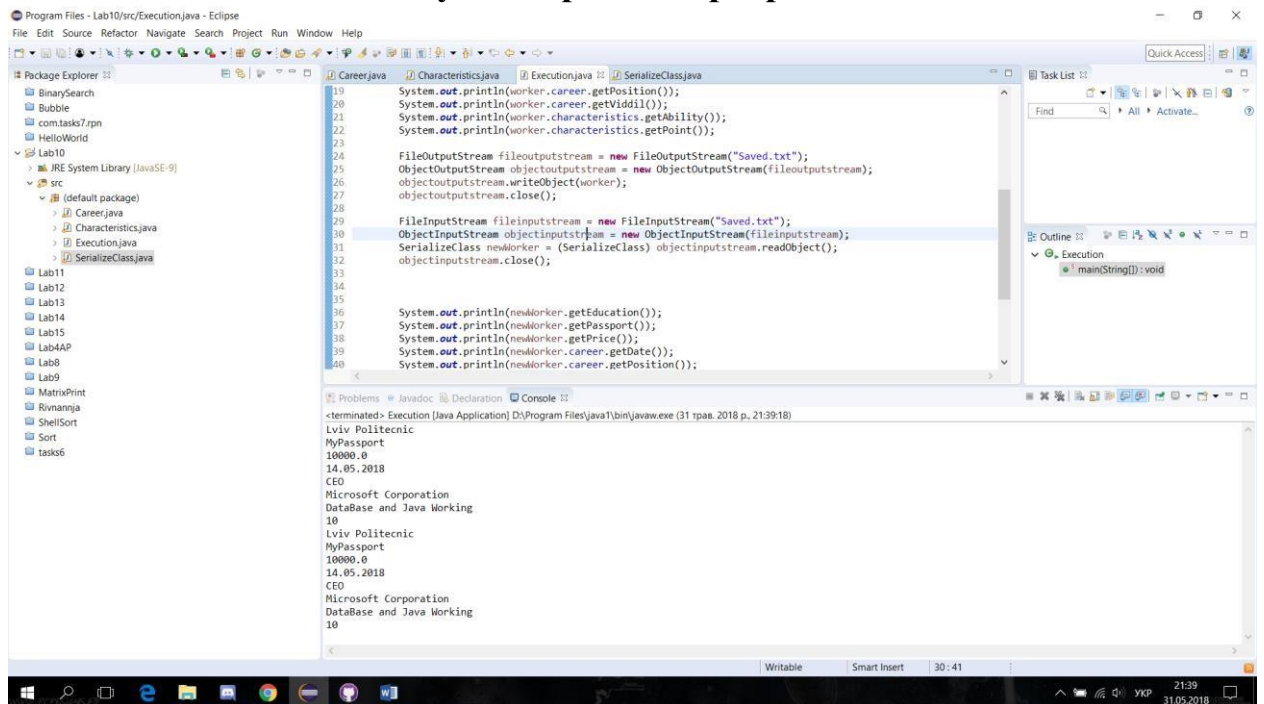 Program Files - Lab10/src/Execution.java - Eclipse
File Edit Source Refactor Navigate Search Project Run Window Help
Quick Access
Package Explorer
BinarySearch
Bubble
com.tasks7.rpn
HelloWorld
Lab10
JRE System Library [JavaSE-9]
src
(default package)
Career.java
Characteristics.java
Execution.java
SerializeClass.java
Lab11
Lab12
Lab13
Lab14
Lab15
Lab4AP
Lab8
Lab9
MatrixPrint
Rivnannja
ShellSort
Sort
tasks6
Career.java Characteristics.java Execution.java SerializeClass.java
19 System.out.println(worker.career.getPosition());
20 System.out.println(worker.career.getViddil());
21 System.out.println(worker.characteristics.getAbility());
22 System.out.println(worker.characteristics.getPoint());
23
24 FileOutputStream fileoutputstream = new FileOutputStream("Saved.txt");
25 ObjectOutputStream objectoutputstream = new ObjectOutputStream(fileoutputstream);
26 objectoutputstream.writeObject(worker);
27 objectoutputstream.close();
28
29 FileInputStream fileinputstream = new FileInputStream("Saved.txt");
30 ObjectInputStream objectinputstream = new ObjectInputStream(fileinputstream);
31 SerializeClass newWorker = (SerializeClass) objectinputstream.readObject();
32 objectinputstream.close();
33
34
35
36 System.out.println(newWorker.getEducation());
37 System.out.println(newWorker.getPassport());
38 System.out.println(newWorker.getPrice());
39 System.out.println(newWorker.career.getDate());
40 System.out.println(newWorker.career.getPosition());
Task List
Find All Activate...
Outline
Execution
main(String[]) : void
Problems Javadoc Declaration Console
<terminated> Execution [Java Application] D:\Program Files\java1\bin\javaw.exe (31 трав. 2018 р., 21:39:18)
Lviv Politecnic
MyPassport
10000.0
14.05.2018
CEO
Microsoft Corporation
DataBase and Java Working
10
Lviv Politecnic
MyPassport
10000.0
14.05.2018
CEO
Microsoft Corporation
DataBase and Java Working
10
Writable Smart Insert 30 : 41
УКР
21:39
31.05.2018